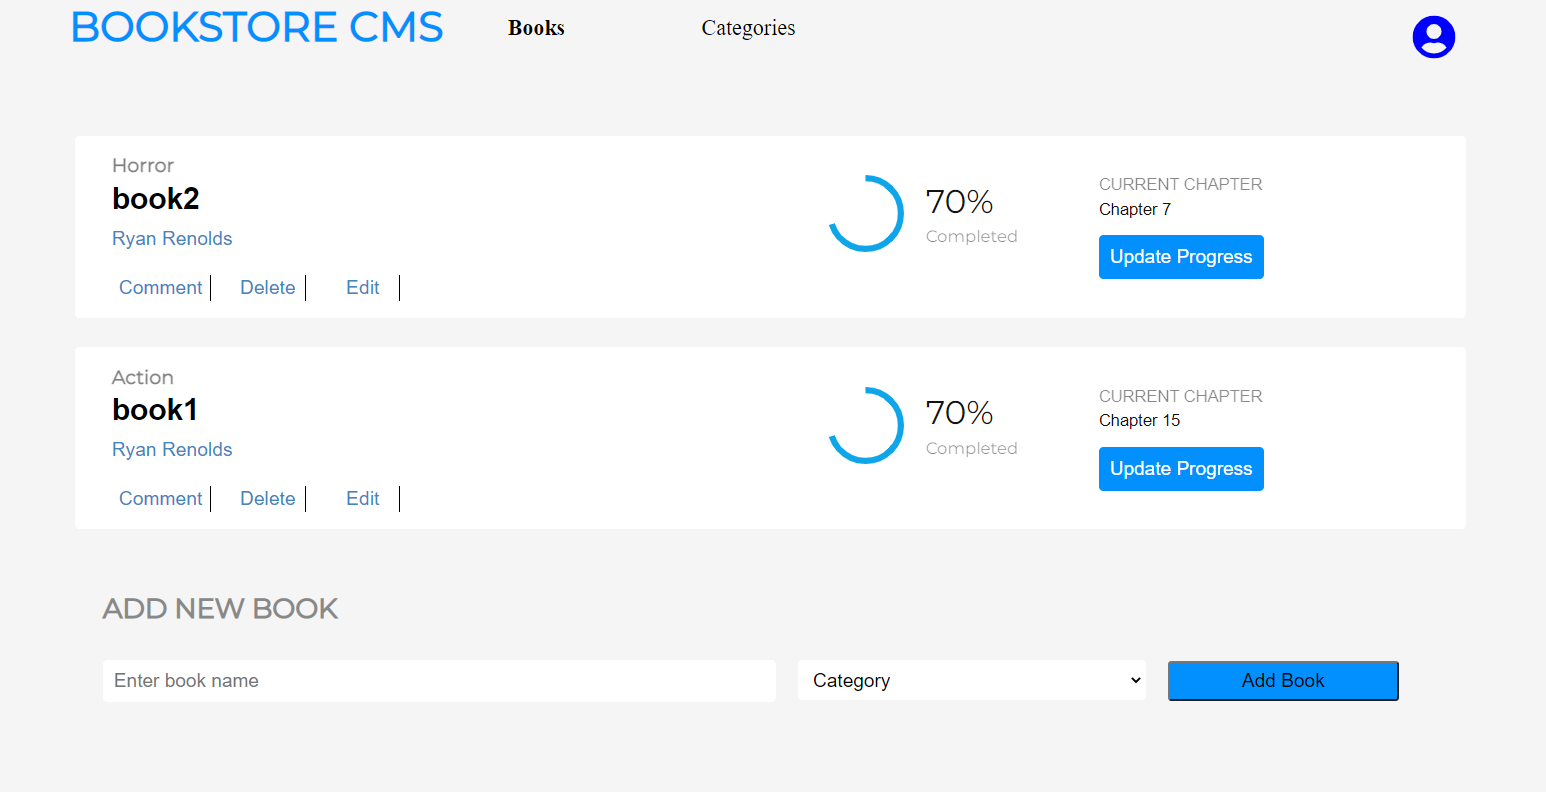 BOOKSTORE CMS Books Categories
Horror
book2
Ryan Renolds
Comment Delete Edit
70%
Completed
CURRENT CHAPTER
Chapter 7
Update Progress
Action
book1
Ryan Renolds
Comment Delete Edit
70%
Completed
CURRENT CHAPTER
Chapter 15
Update Progress
ADD NEW BOOK
Enter book name Category Add Book